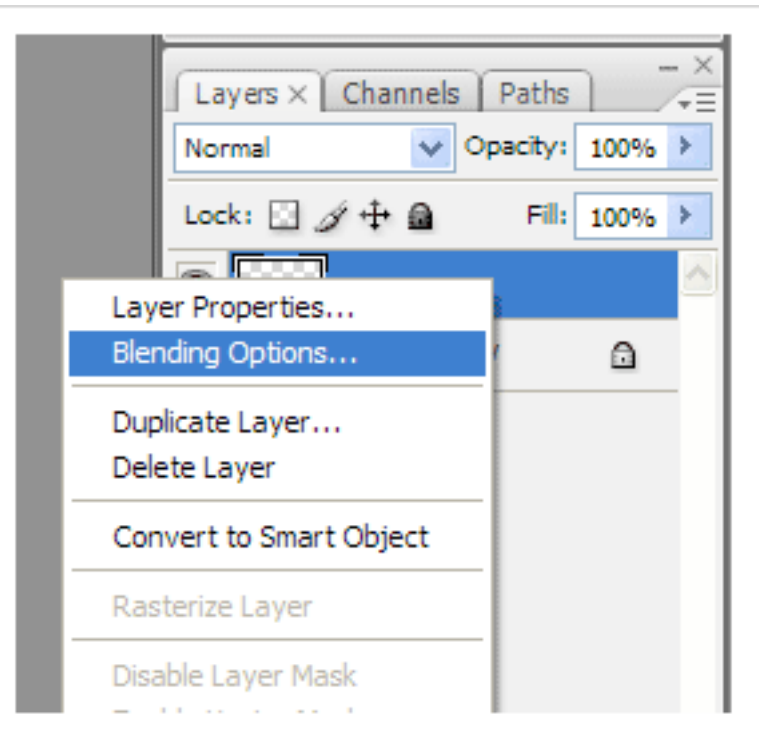 Layers × Channels Paths
Normal Opacity: 100%
Lock: Fill: 100%
Layer Properties...
Blending Options...
Duplicate Layer...
Delete Layer
Convert to Smart Object
Rasterize Layer
Disable Layer Mask